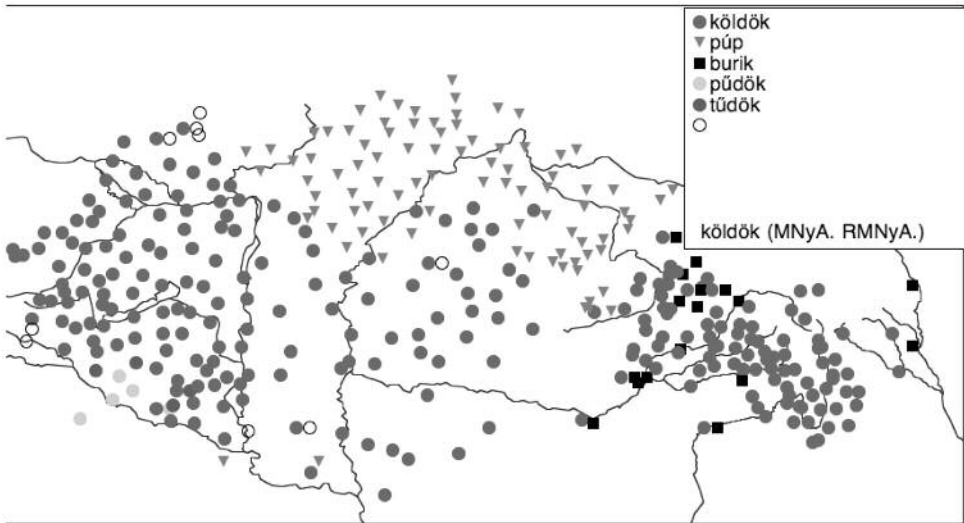 köldök
púp
burik
pűdök
tűdök
köldök (MNyA. RMNyA.)